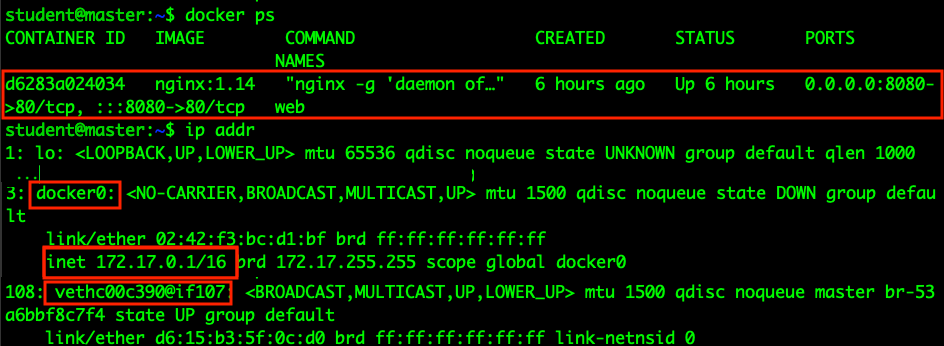 student@master:~$ docker ps
CONTAINER ID IMAGE COMMAND CREATED STATUS PORTS
NAMES
d6283a024034 nginx:1.14 "nginx -g 'daemon of…" 6 hours ago Up 6 hours 0.0.0.0:8080-
>80/tcp, :::8080->80/tcp web
student@master:~$ ip addr
1: lo: <LOOPBACK,UP,LOWER_UP> mtu 65536 qdisc noqueue state UNKNOWN group default qlen 1000
...
3: docker0: <NO-CARRIER,BROADCAST,MULTICAST,UP> mtu 1500 qdisc noqueue state DOWN group defau
lt
link/ether 02:42:f3:bc:d1:bf brd ff:ff:ff:ff:ff:ff
inet 172.17.0.1/16 brd 172.17.255.255 scope global docker0
108: vethc00c390@if107: <BROADCAST,MULTICAST,UP,LOWER_UP> mtu 1500 qdisc noqueue master br-53
a6bbf8c7f4 state UP group default
link/ether d6:15:b3:5f:0c:d0 brd ff:ff:ff:ff:ff:ff link-netnsid 0